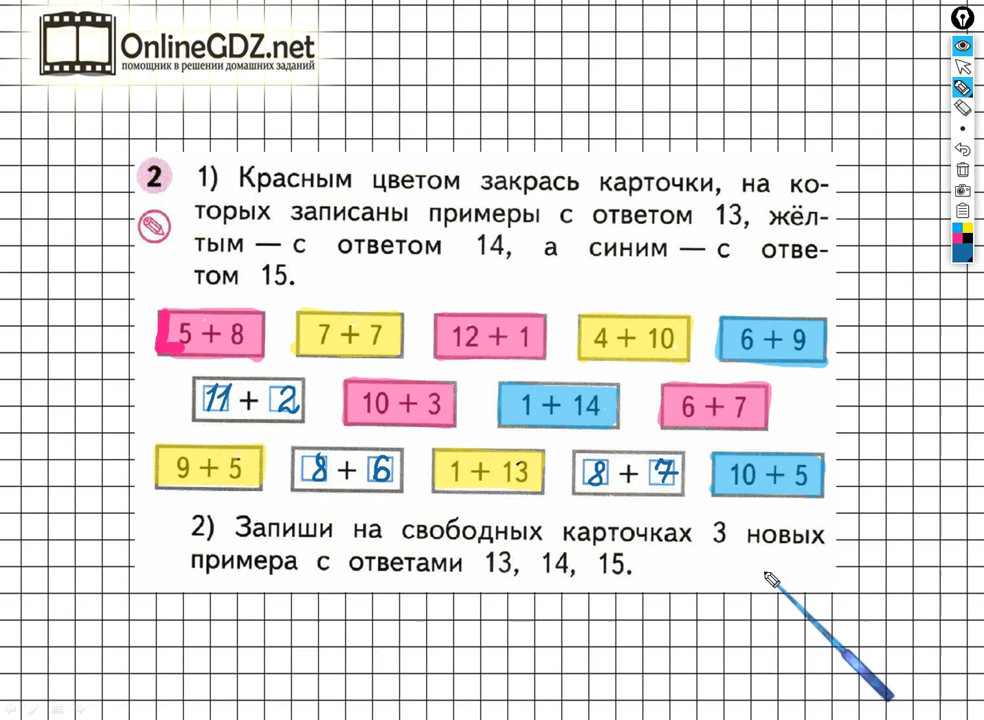 OnlineGDZ.net
помощник в решении домашних заданий
2 1) Красным цветом закрась карточки, на ко-
торых записаны примеры с ответом 13, жёл-
тым — с ответом 14, а синим — с отве-
том 15.
5 + 8 7 + 7 12 + 1 4 + 10 6 + 9
11 + 2 10 + 3 1 + 14 6 + 7
9 + 5 8 + 6 1 + 13 8 + 7 10 + 5
2) Запиши на свободных карточках 3 новых
примера с ответами 13, 14, 15.